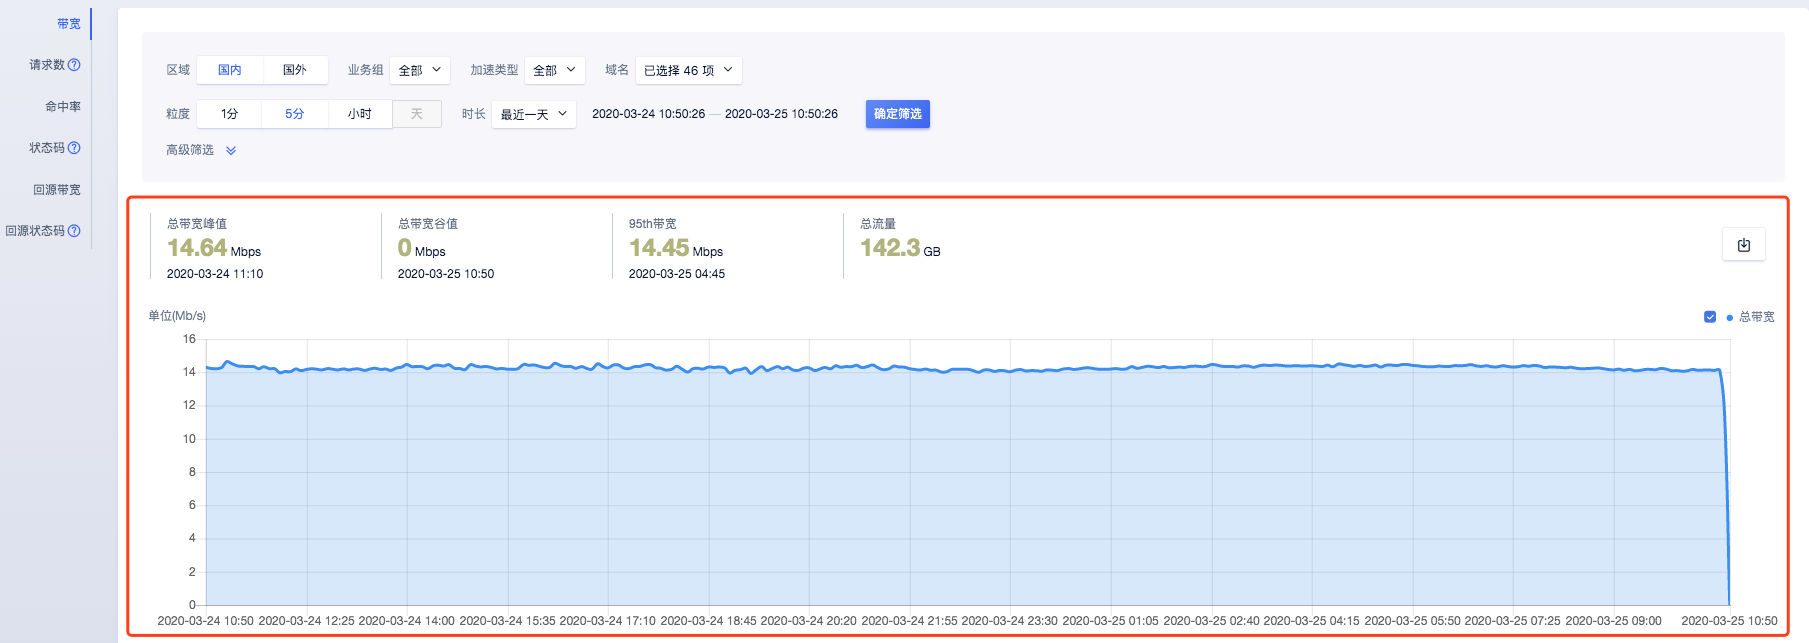 带宽
请求数
命中率
状态码
回源带宽
回源状态码
区域 国内 国外 业务组 全部 加速类型 全部 域名 已选择 46 项
粒度 1分 5分 小时 天 时长 最近一天 2020-03-24 10:50:26 — 2020-03-25 10:50:26 确定筛选
高级筛选
总带宽峰值 总带宽谷值 95th带宽 总流量
14.64 Mbps 0 Mbps 14.45 Mbps 142.3 GB
2020-03-24 11:10 2020-03-25 10:50 2020-03-25 04:45
单位(Mb/s) 总带宽
16
14
12
10
8
6
4
2
0
2020-03-24 10:50 2020-03-24 12:25 2020-03-24 14:00 2020-03-24 15:35 2020-03-24 17:10 2020-03-24 18:45 2020-03-24 20:20 2020-03-24 21:55 2020-03-24 23:30 2020-03-25 01:05 2020-03-25 02:40 2020-03-25 04:15 2020-03-25 05:50 2020-03-25 07:25 2020-03-25 09:00 2020-03-25 10:50